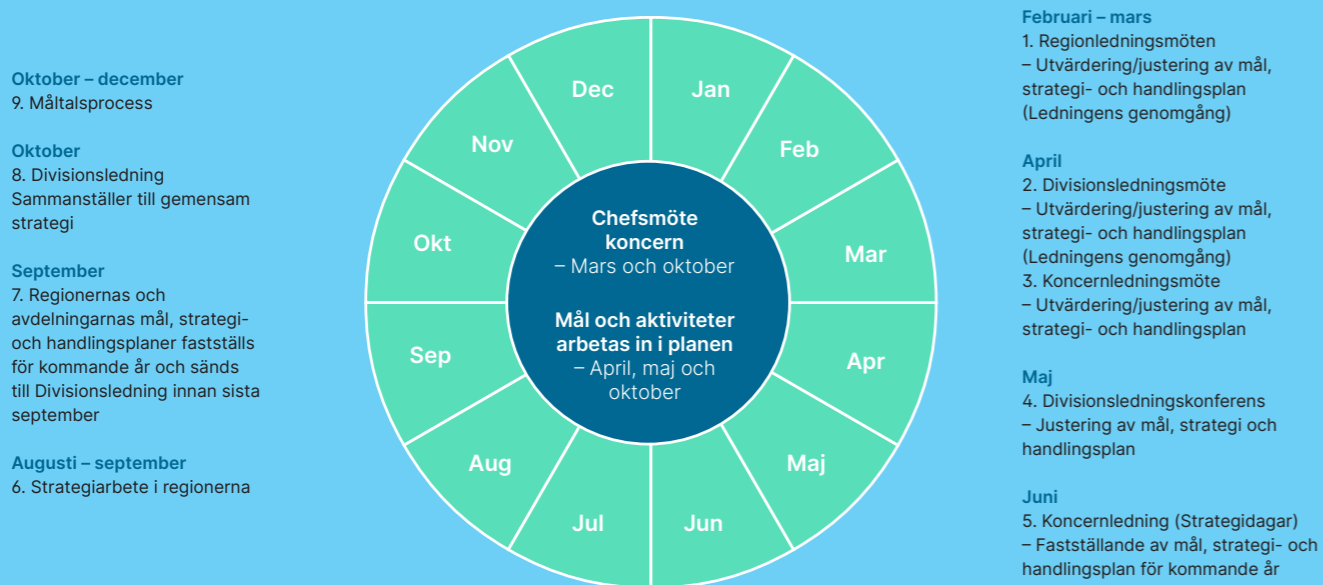 Oktober – december
9. Måltalsprocess
Oktober
8. Divisionsledning
Sammanställer till gemensam
strategi
September
7. Regionernas och
avdelningarnas mål, strategi-
och handlingsplaner fastställs
för kommande år och sänds
till Divisionsledning innan sista
september
Augusti – september
6. Strategiarbete i regionerna
Jan
Feb
Mar
Apr
Maj
Jun
Jul
Aug
Sep
Okt
Nov
Dec
Chefsmöte
koncern
– Mars och oktober
Mål och aktiviteter
arbetas in i planen
– April, maj och
oktober
Februari – mars
1. Regionledningsmöten
– Utvärdering/justering av mål,
strategi- och handlingsplan
(Ledningens genomgång)
April
2. Divisionsledningsmöte
– Utvärdering/justering av mål,
strategi- och handlingsplan
(Ledningens genomgång)
3. Koncernledningsmöte
– Utvärdering/justering av mål,
strategi- och handlingsplan
Maj
4. Divisionsledningskonferens
– Justering av mål, strategi och
handlingsplan
Juni
5. Koncernledning (Strategidagar)
– Fastställande av mål, strategi- och
handlingsplan för kommande år